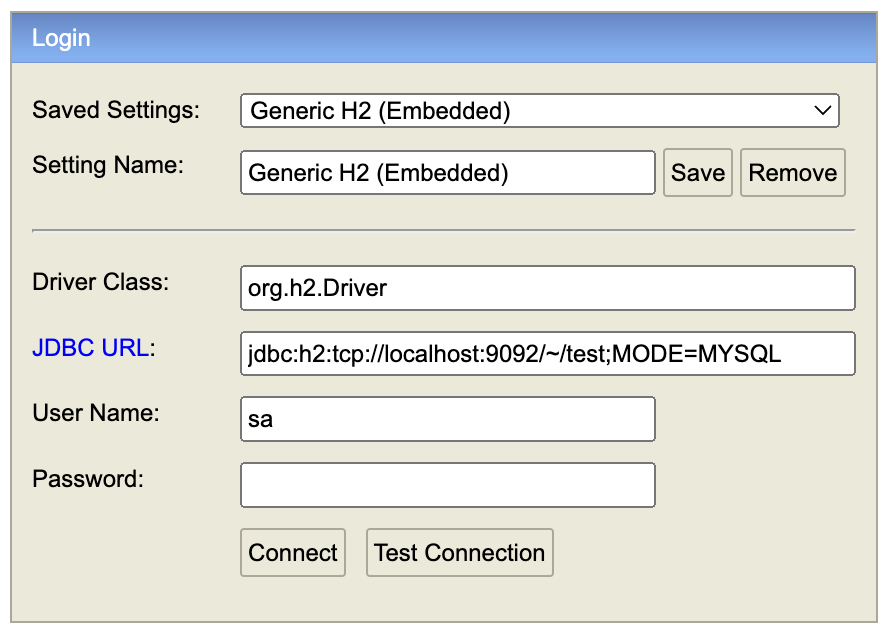 Login
Saved Settings: Generic H2 (Embedded)
Setting Name: Generic H2 (Embedded) Save Remove
Driver Class: org.h2.Driver
JDBC URL: jdbc:h2:tcp://localhost:9092/~/test;MODE=MYSQL
User Name: sa
Password:
Connect Test Connection